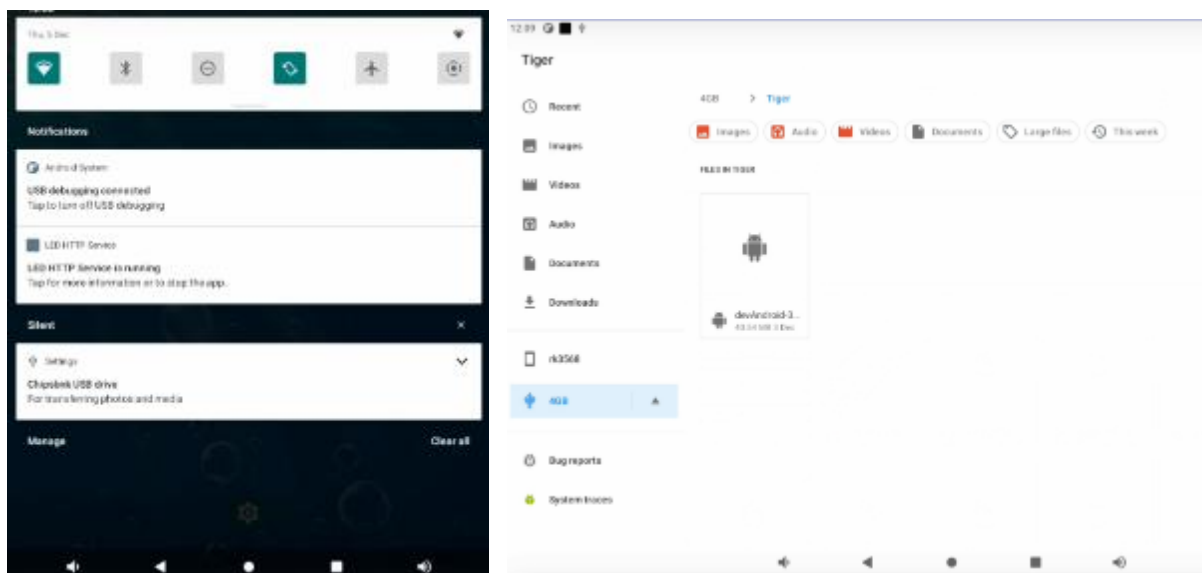 Thu, 5 Dec
Notifications
Android System
USB debugging connected
Tap to turn off USB debugging
LED HTTP Service
LED HTTP Service is running
Tap for more information or to stop the app.
Silent
Settings
Chipsbnk USB drive
For transferring photos and media
Manage
Clear all
12:09
Tiger
Recent
Images
Videos
Audio
Documents
Downloads
rk3568
4GB
Bug reports
System traces
4GB > Tiger
Images Audio Videos Documents Large files This week
FILES IN TIGER
devAndroid-3...